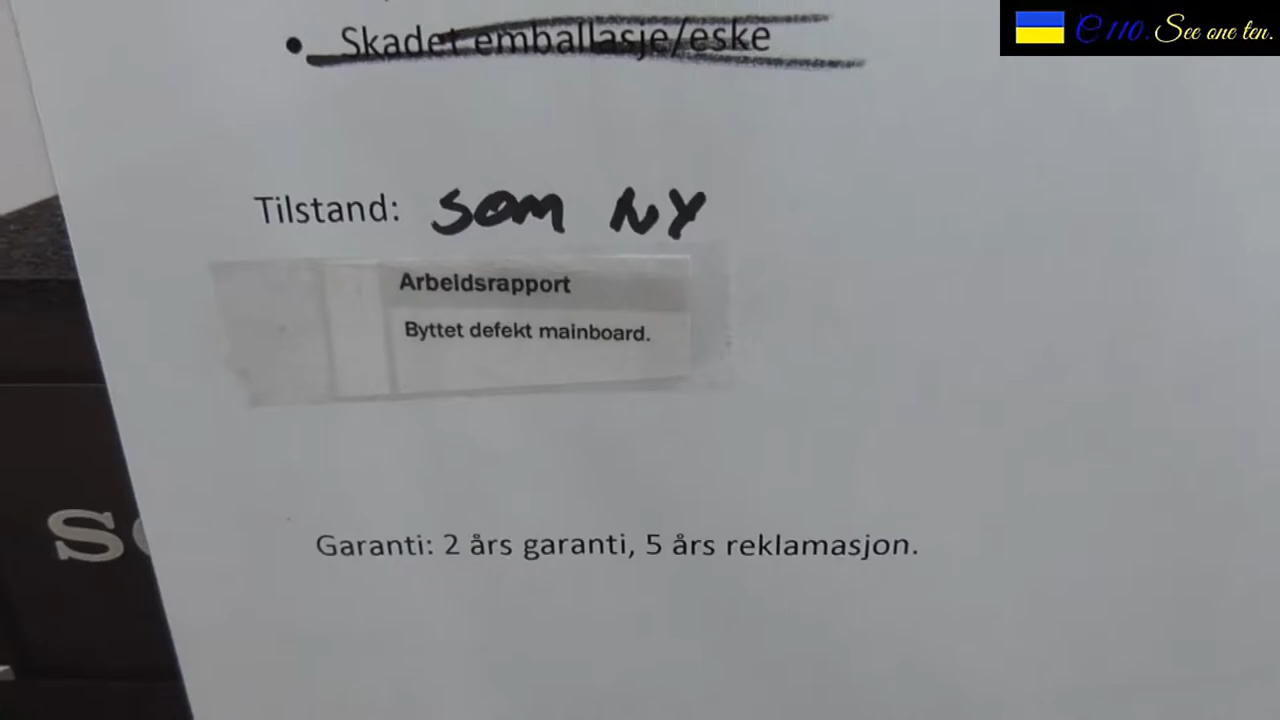 C 110. See one ten.
• Skadet emballasje/eske
Tilstand: SOM NY
Arbeidsrapport
Byttet defekt mainboard.
Garanti: 2 års garanti, 5 års reklamasjon.